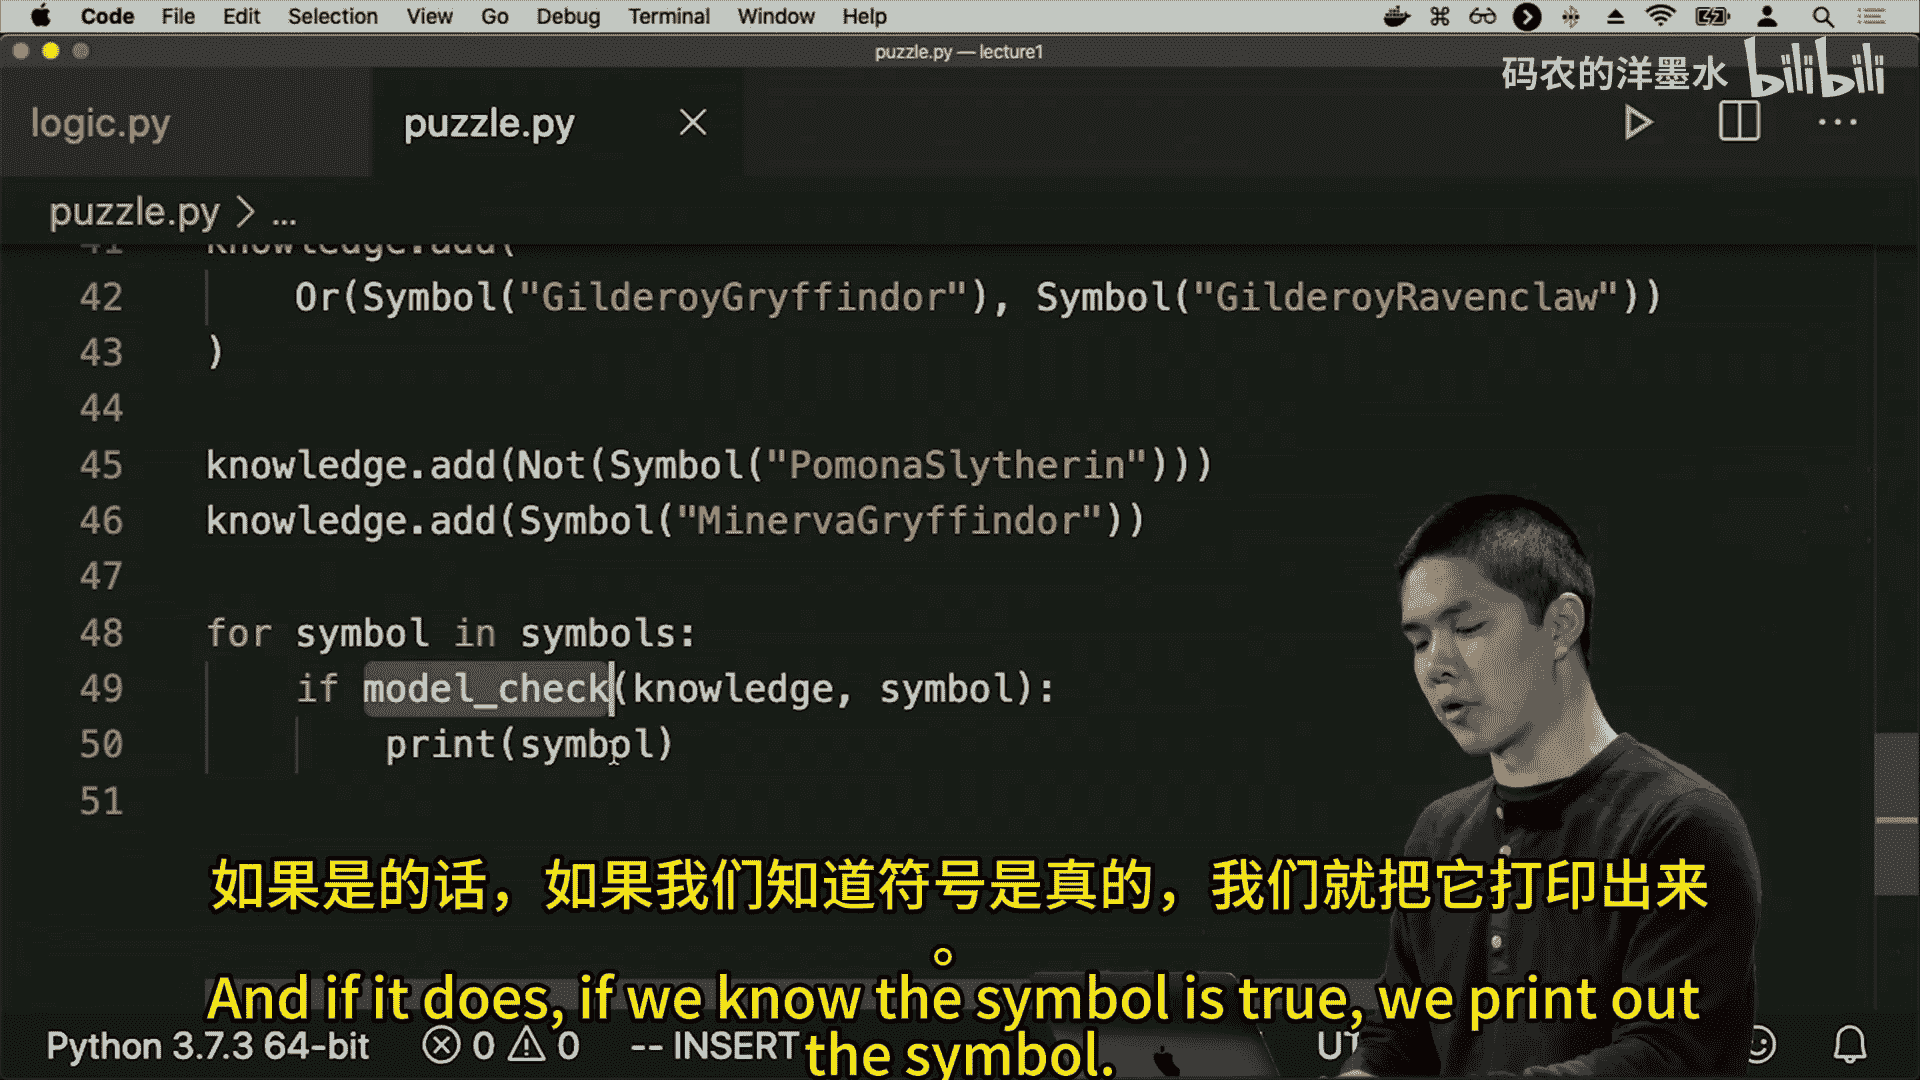 Code File Edit Selection View Go Debug Terminal Window Help
puzzle.py — lecture1
码农的洋墨水 bilibili
logic.py puzzle.py
puzzle.py > ...
41 knowledge.add(
42 Or(Symbol("GilderoyGryffindor"), Symbol("GilderoyRavenclaw"))
43 )
44
45 knowledge.add(Not(Symbol("PomonaSlytherin")))
46 knowledge.add(Symbol("MinervaGryffindor"))
47
48 for symbol in symbols:
49 if model_check(knowledge, symbol):
50 print(symbol)
51
如果是的话，如果我们知道符号是真的，我们就把它打印出来
。
And if it does, if we know the symbol is true, we print out
the symbol.
Python 3.7.3 64-bit 0 0 -- INSERT